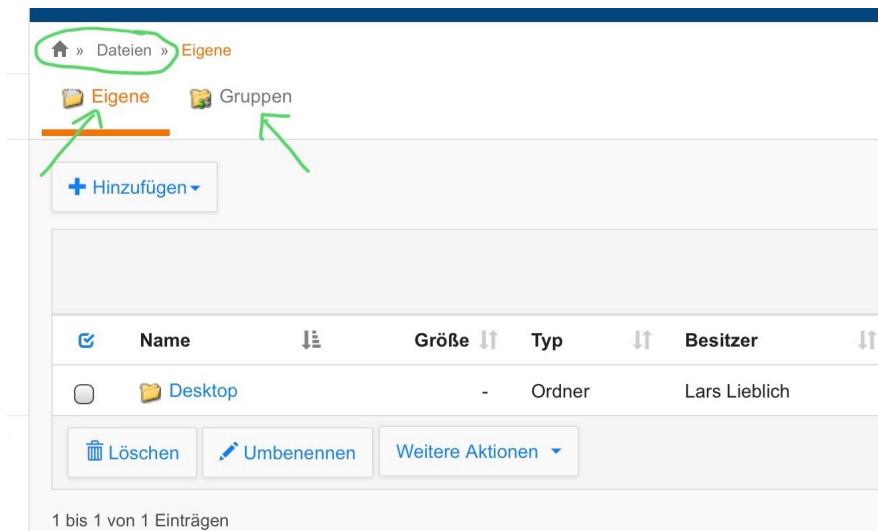 » Dateien » Eigene
Eigene Gruppen
Hinzufügen
Name Größe Typ Besitzer
Desktop - Ordner Lars Lieblich
Löschen Umbenennen Weitere Aktionen
1 bis 1 von 1 Einträgen